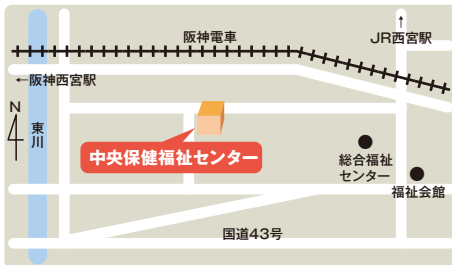 阪神電車
↑
JR西宮駅
←阪神西宮駅
N
東川
中央保健福祉センター
総合福祉
センター
福祉会館
国道43号